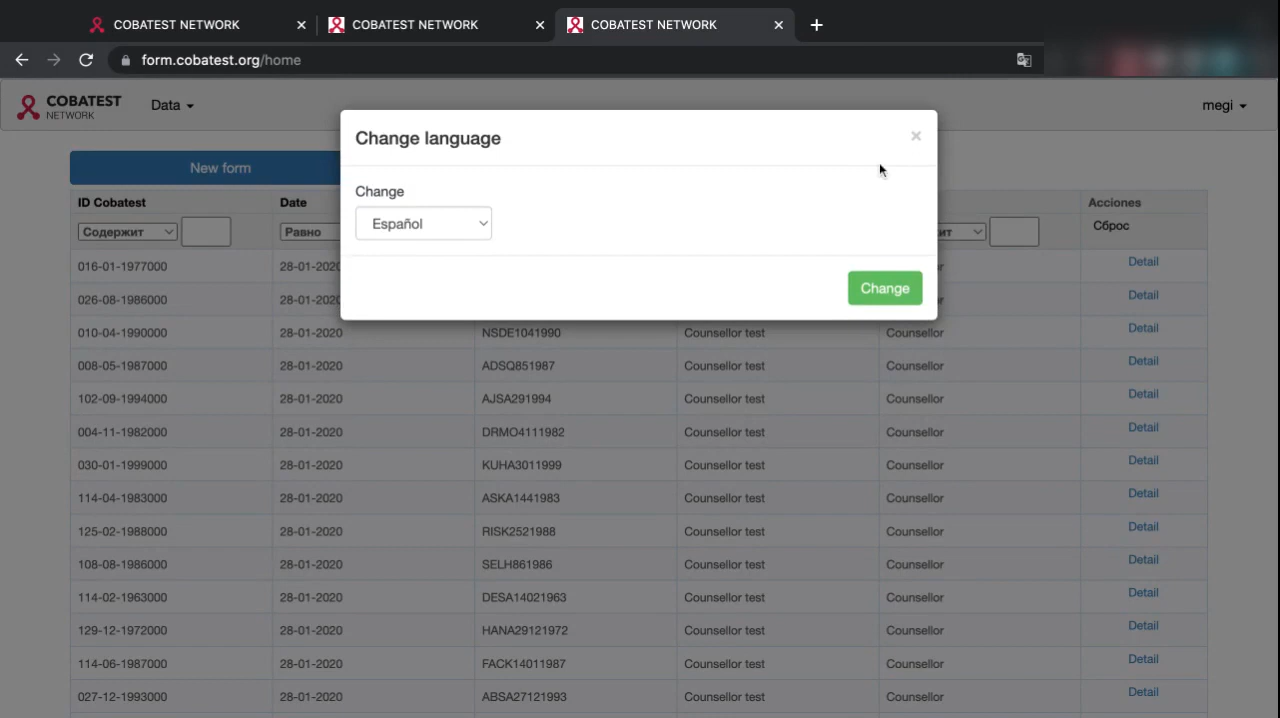 COBATEST NETWORK
COBATEST NETWORK
COBATEST NETWORK
form.cobatest.org/home
COBATEST
NETWORK
Data
megi
Change language
×
New form
Change
Español
Change
ID Cobatest
Date
Acciones
Содержит
Равно
ит
Сброс
016-01-1977000
28-01-2020
Detail
026-08-1986000
28-01-2020
Detail
010-04-1990000
28-01-2020
NSDE1041990
Counsellor test
Counsellor
Detail
008-05-1987000
28-01-2020
ADSQ851987
Counsellor test
Counsellor
Detail
102-09-1994000
28-01-2020
AJSA291994
Counsellor test
Counsellor
Detail
004-11-1982000
28-01-2020
DRMO4111982
Counsellor test
Counsellor
Detail
030-01-1999000
28-01-2020
KUHA3011999
Counsellor test
Counsellor
Detail
114-04-1983000
28-01-2020
ASKA1441983
Counsellor test
Counsellor
Detail
125-02-1988000
28-01-2020
RISK2521988
Counsellor test
Counsellor
Detail
108-08-1986000
28-01-2020
SELH861986
Counsellor test
Counsellor
Detail
114-02-1963000
28-01-2020
DESA14021963
Counsellor test
Counsellor
Detail
129-12-1972000
28-01-2020
HANA29121972
Counsellor test
Counsellor
Detail
114-06-1987000
28-01-2020
FACK14011987
Counsellor test
Counsellor
Detail
027-12-1993000
28-01-2020
ABSA27121993
Counsellor test
Counsellor
Detail